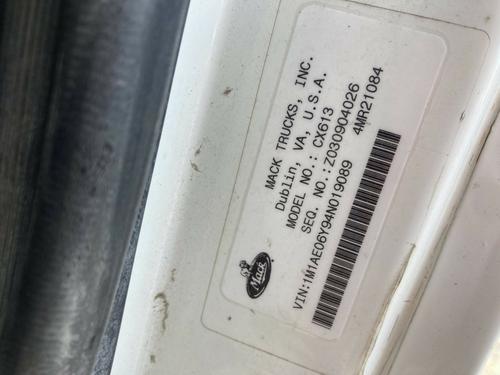 MACK TRUCKS, INC.
Dublin, VA, U.S.A.
MODEL NO.: CX613
SEQ. NO.:Z030904026
4MR21084
Mack
VIN:1M1AE06Y94N019089